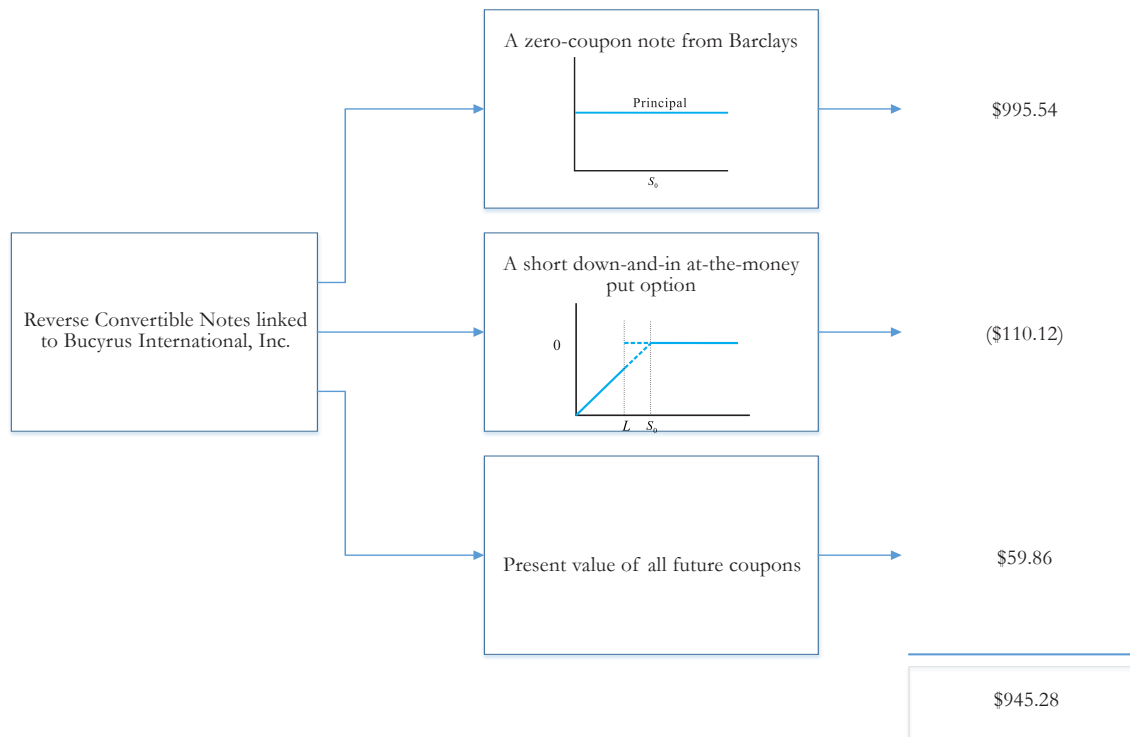 A zero-coupon note from Barclays
Principal
S₀
$995.54
Reverse Convertible Notes linked
to Bucyrus International, Inc.
A short down-and-in at-the-money
put option
0
L S₀
($110.12)
Present value of all future coupons
$59.86
$945.28